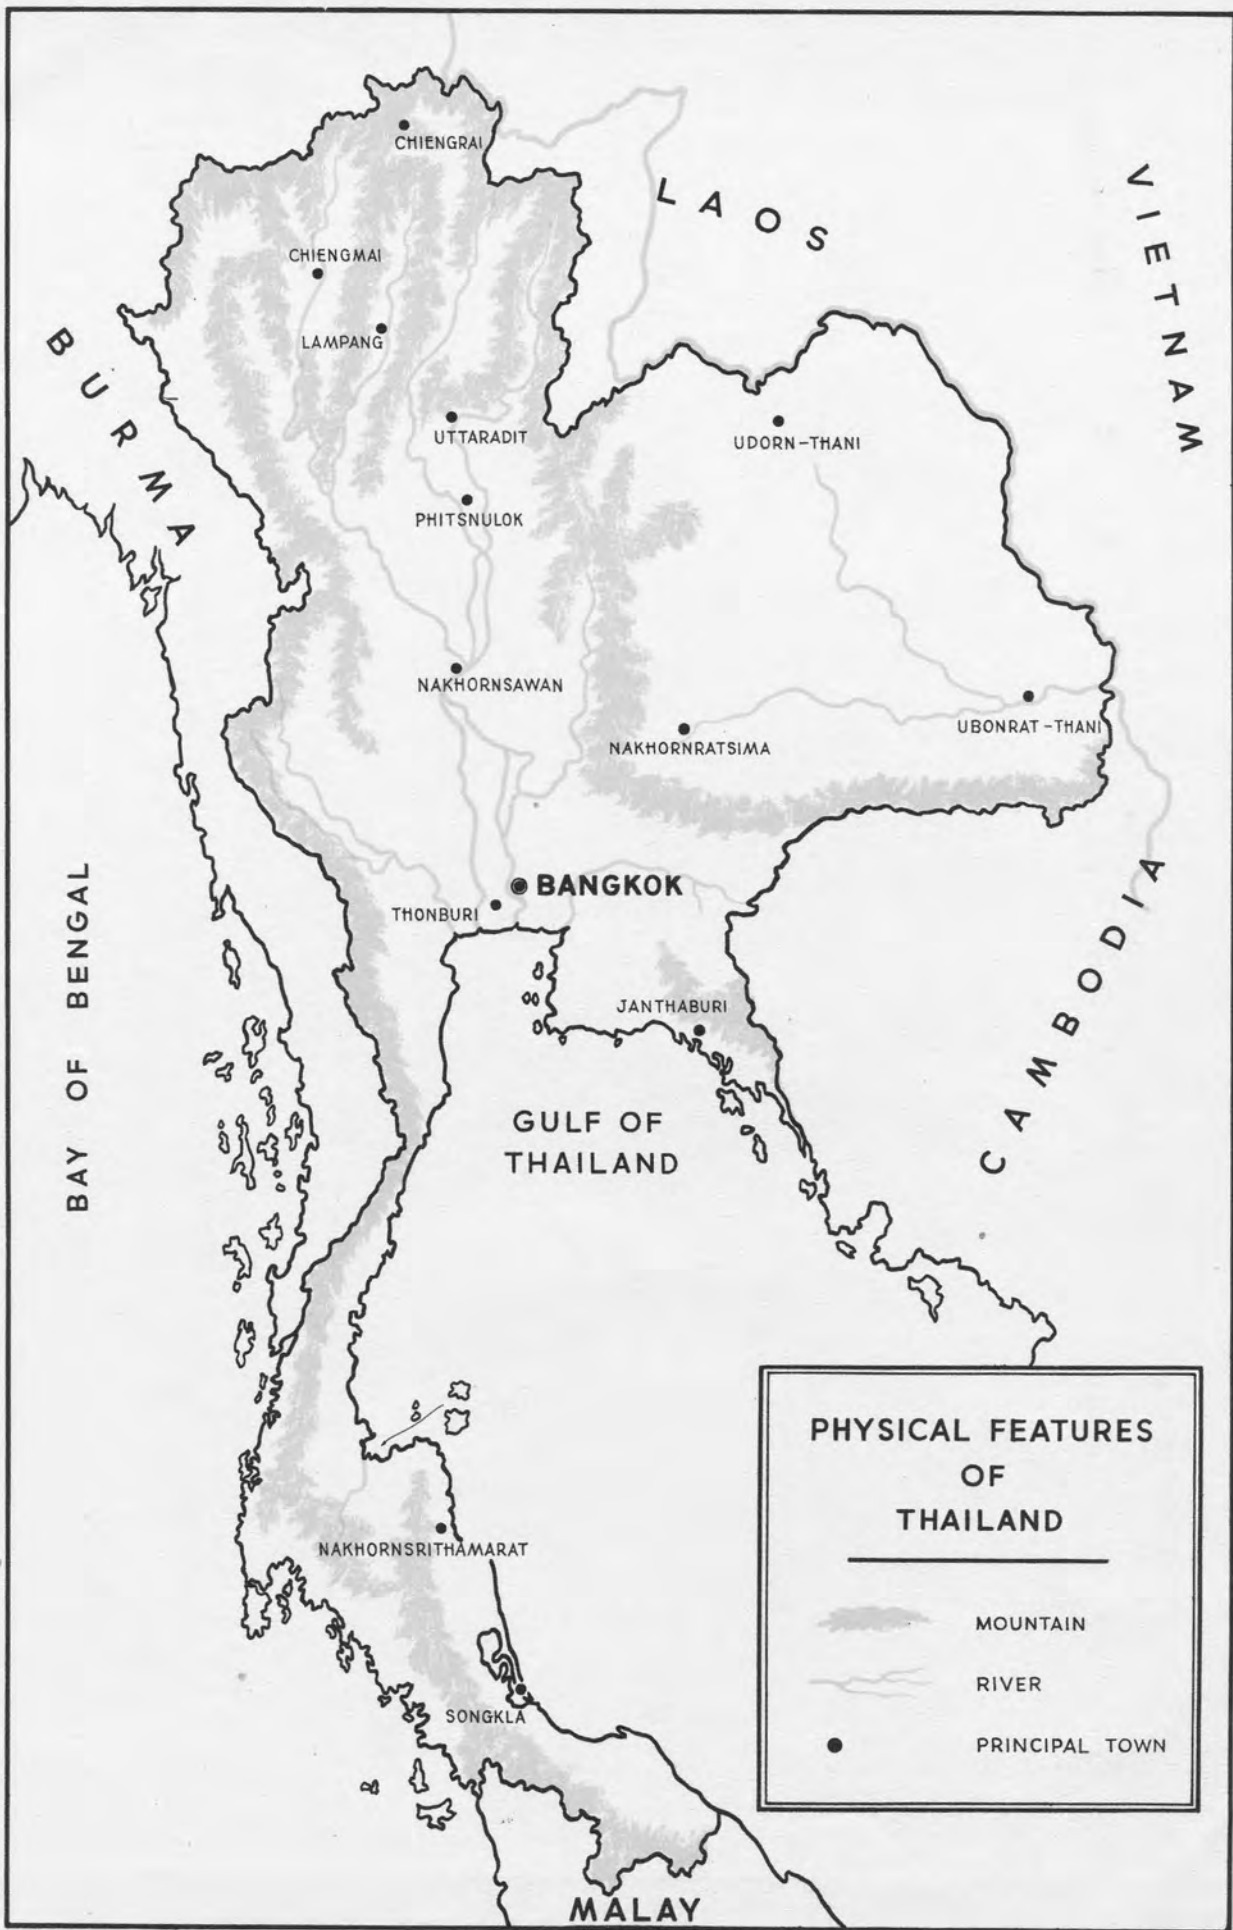 CHIENGRAI
LAOS
VIETNAM
CHIENGMAI
BURMA
LAMPANG
UTTARADIT
UDORN-THANI
PHITSNULOK
NAKHORNSAWAN
NAKHORNRATSIMA
UBONRAT-THANI
BANGKOK
THONBURI
BAY OF BENGAL
CAMBODIA
JANTHABURI
GULF OF
THAILAND
PHYSICAL FEATURES
OF
THAILAND
MOUNTAIN
RIVER
PRINCIPAL TOWN
NAKHORNSRITHAMARAT
SONGKLA
MALAY